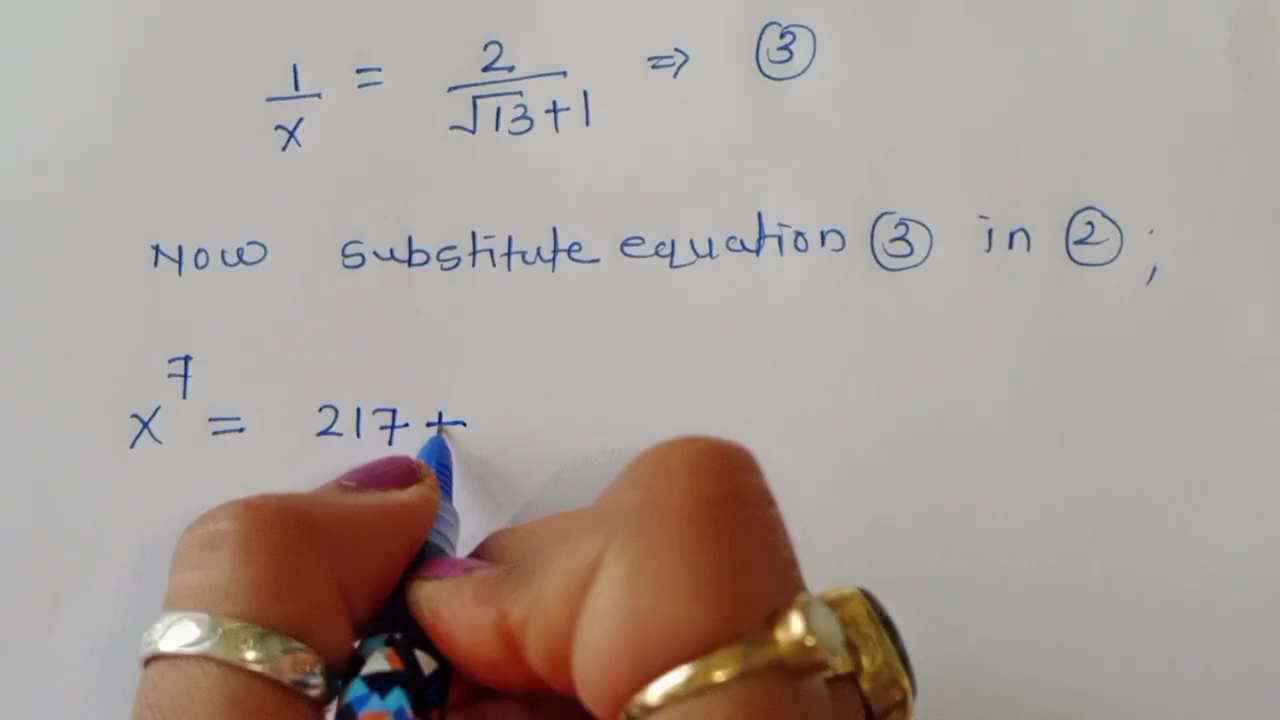 1/x = 2/(√13+1) ⇒ ③
Now substitute equation ③ in ② ;
x⁷ = 217 +